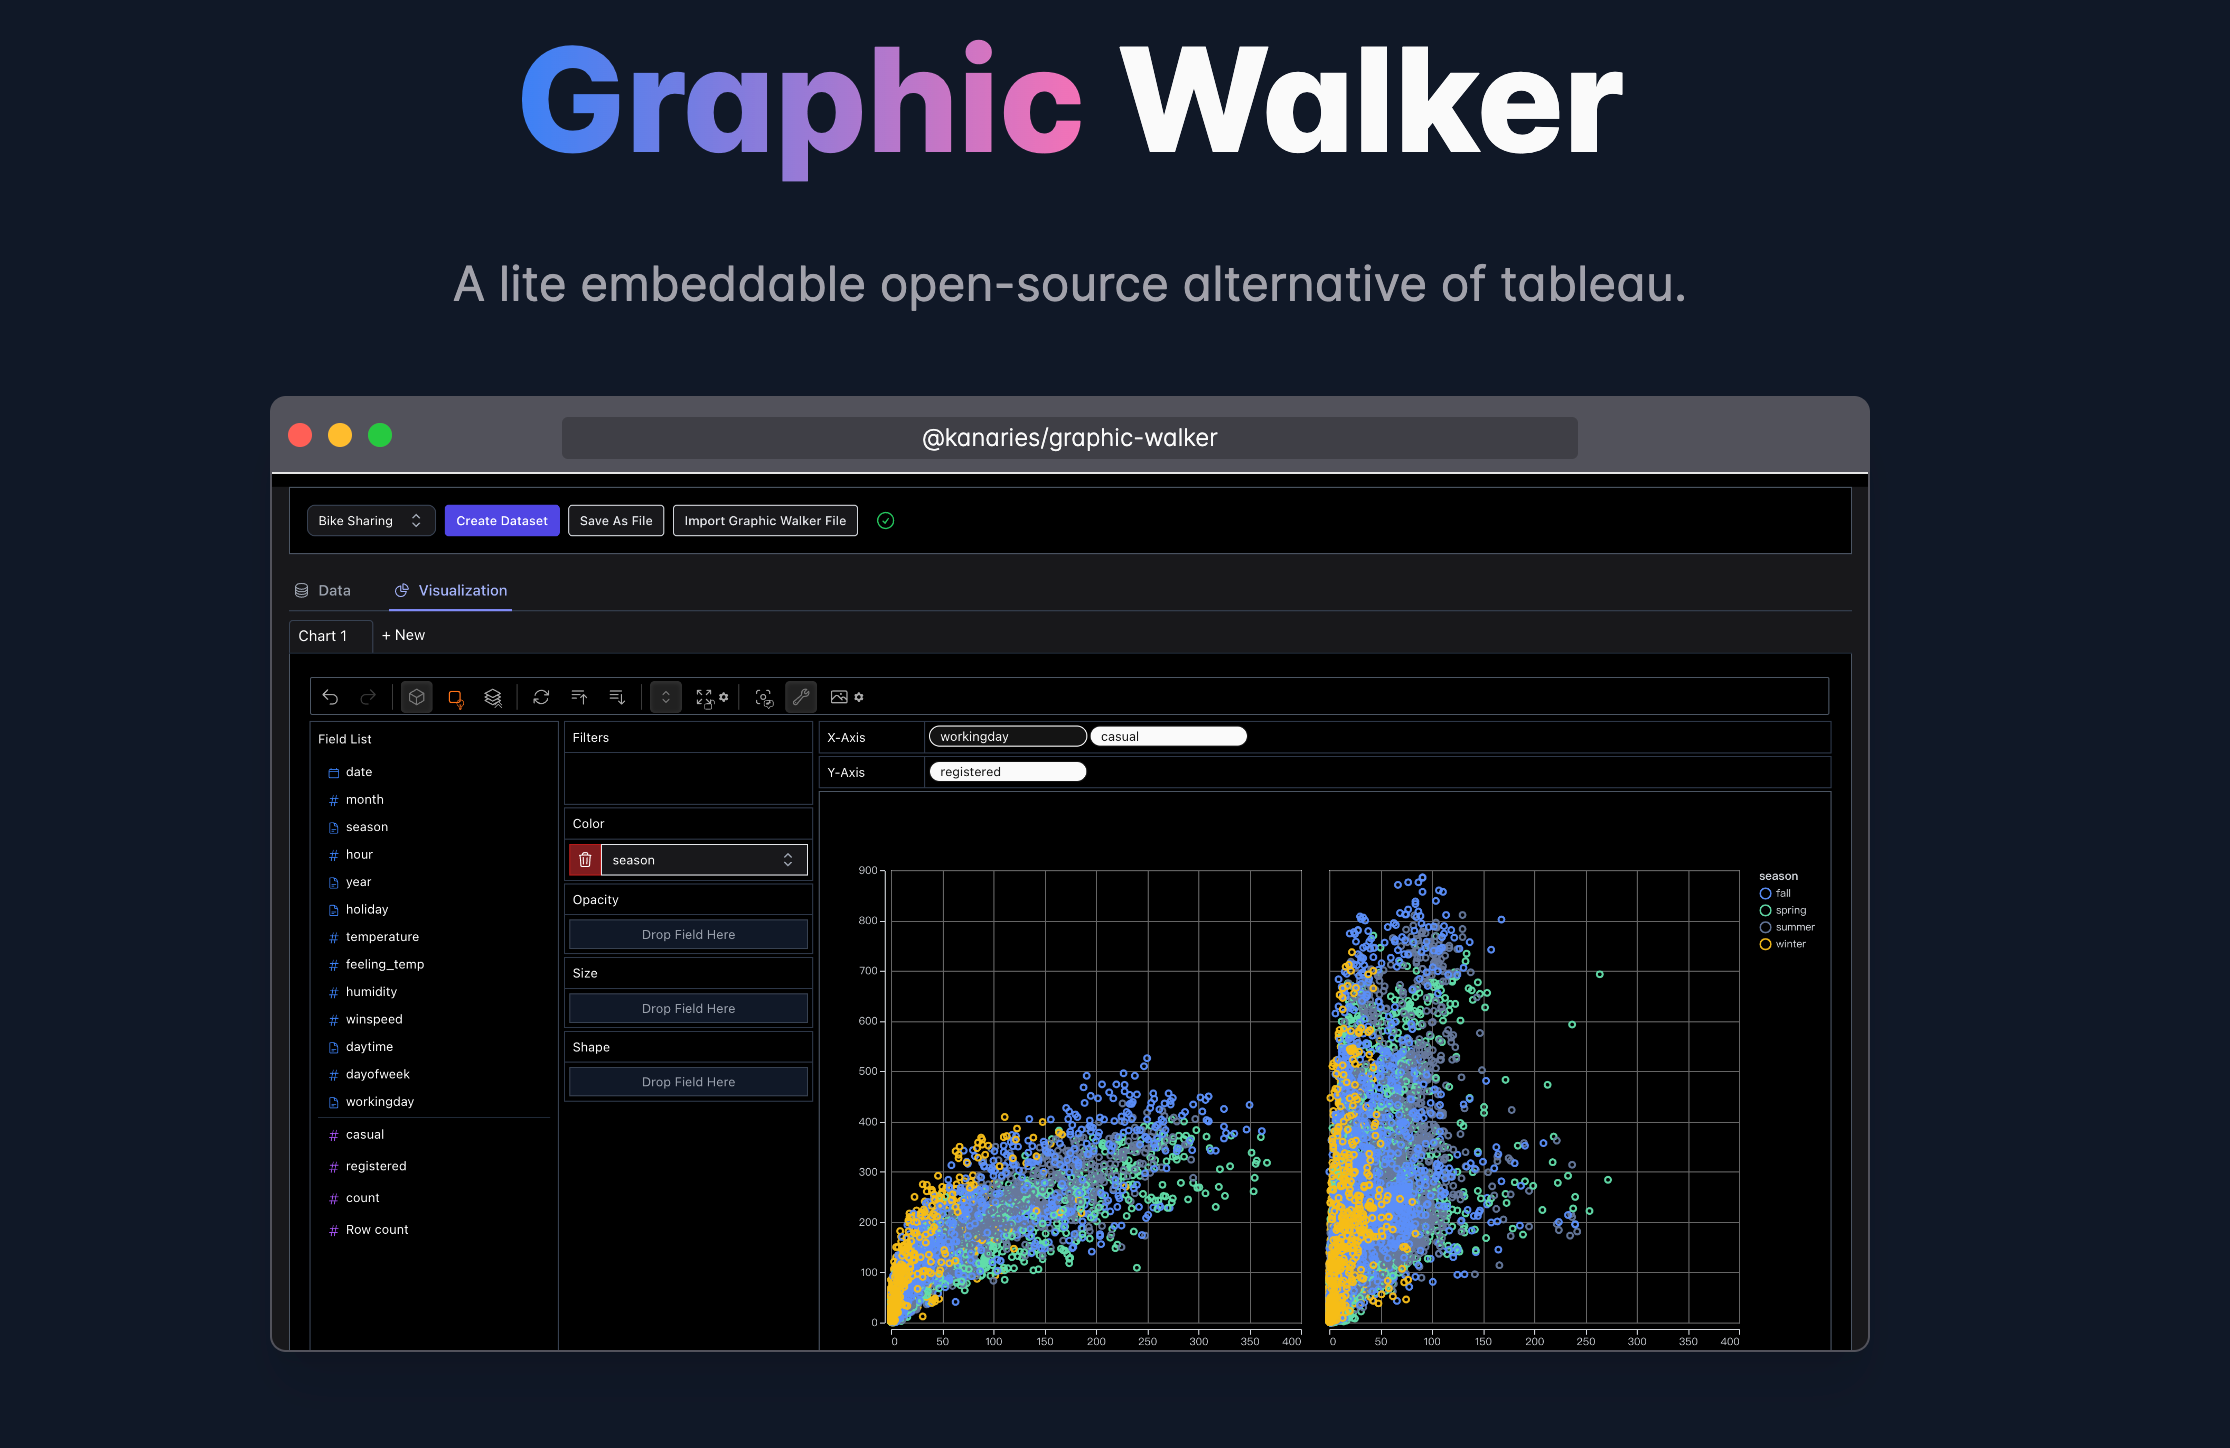 Graphic Walker
A lite embeddable open-source alternative of tableau.
@kanaries/graphic-walker
Bike Sharing
Create Dataset
Save As File
Import Graphic Walker File
Data
Visualization
Chart 1
+ New
Field List
date
month
season
hour
year
holiday
temperature
feeling_temp
humidity
winspeed
daytime
dayofweek
workingday
casual
registered
count
Row count
Filters
Color
season
Opacity
Drop Field Here
Size
Drop Field Here
Shape
Drop Field Here
X-Axis
workingday
casual
Y-Axis
registered
900
800
700
600
500
400
300
200
100
0
0 50 100 150 200 250 300 350 400
0 50 100 150 200 250 300 350 400
season
fall
spring
summer
winter